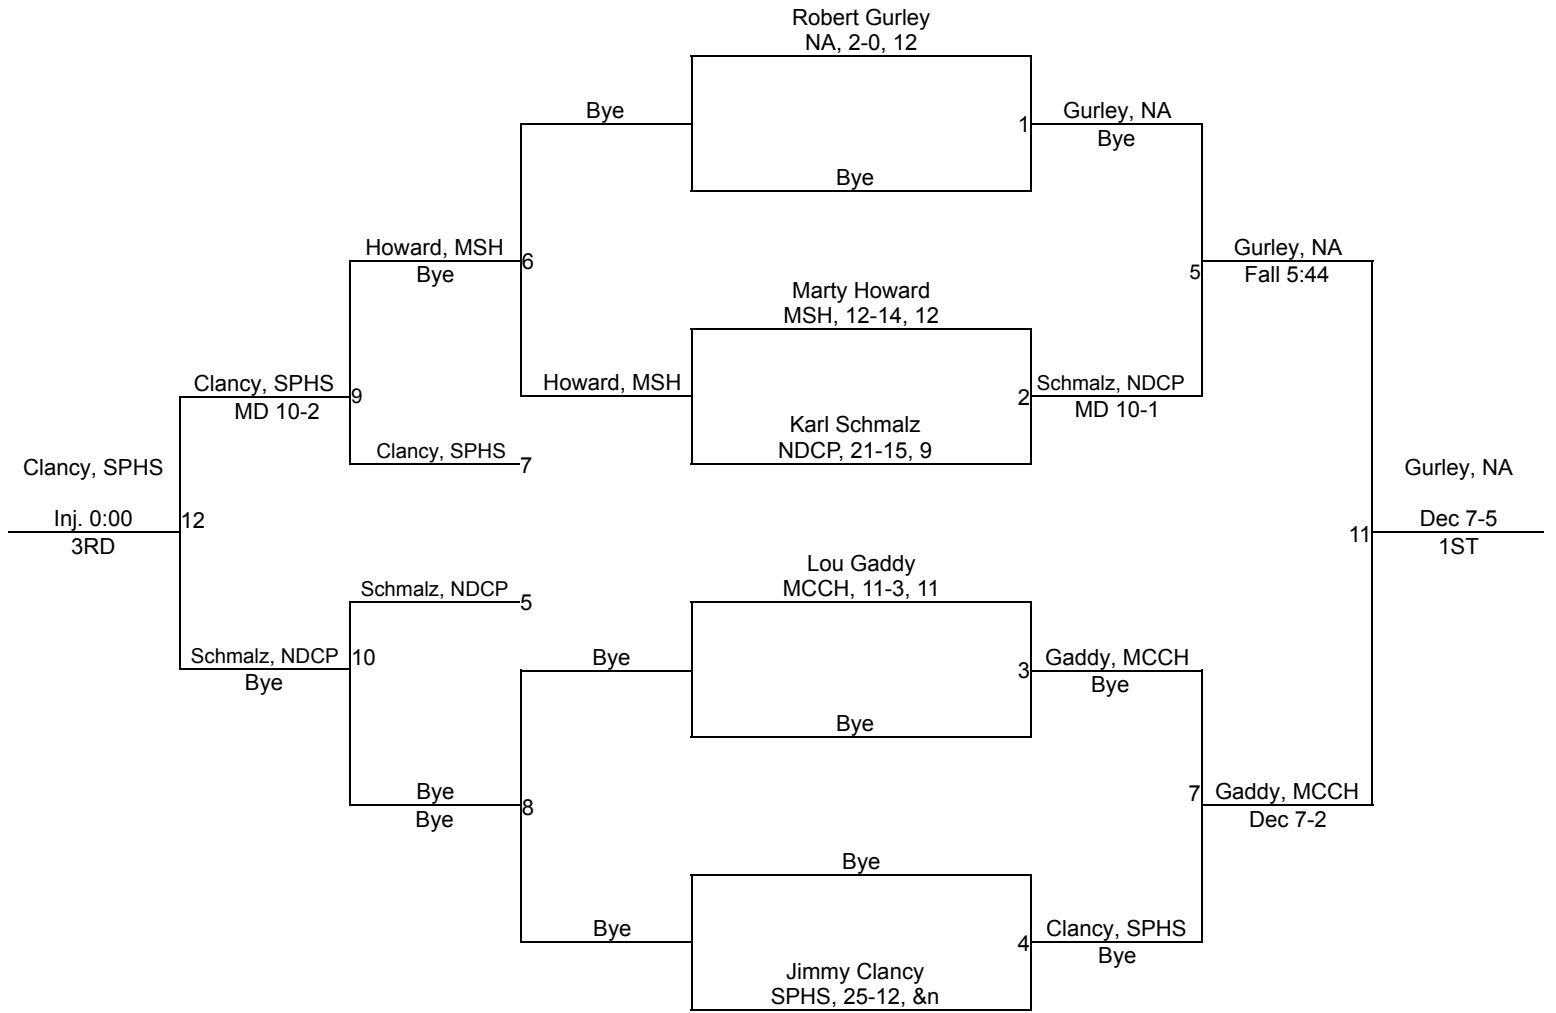 Robert Gurley
NA, 2-0, 12
Bye
1
Gurley, NA
Bye
Bye
Howard, MSH
Bye
6
Gurley, NA
Fall 5:44
5
Marty Howard
MSH, 12-14, 12
Clancy, SPHS
MD 10-2
9
Howard, MSH
2
Schmalz, NDCP
MD 10-1
Karl Schmalz
NDCP, 21-15, 9
Clancy, SPHS
7
Clancy, SPHS
Inj. 0:00
3RD
12
Gurley, NA
Dec 7-5
1ST
11
Lou Gaddy
MCCH, 11-3, 11
Schmalz, NDCP
5
Schmalz, NDCP
Bye
10
Bye
3
Gaddy, MCCH
Bye
Bye
Bye
Bye
8
7
Gaddy, MCCH
Dec 7-2
Bye
Bye
4
Clancy, SPHS
Bye
Jimmy Clancy
SPHS, 25-12, &n